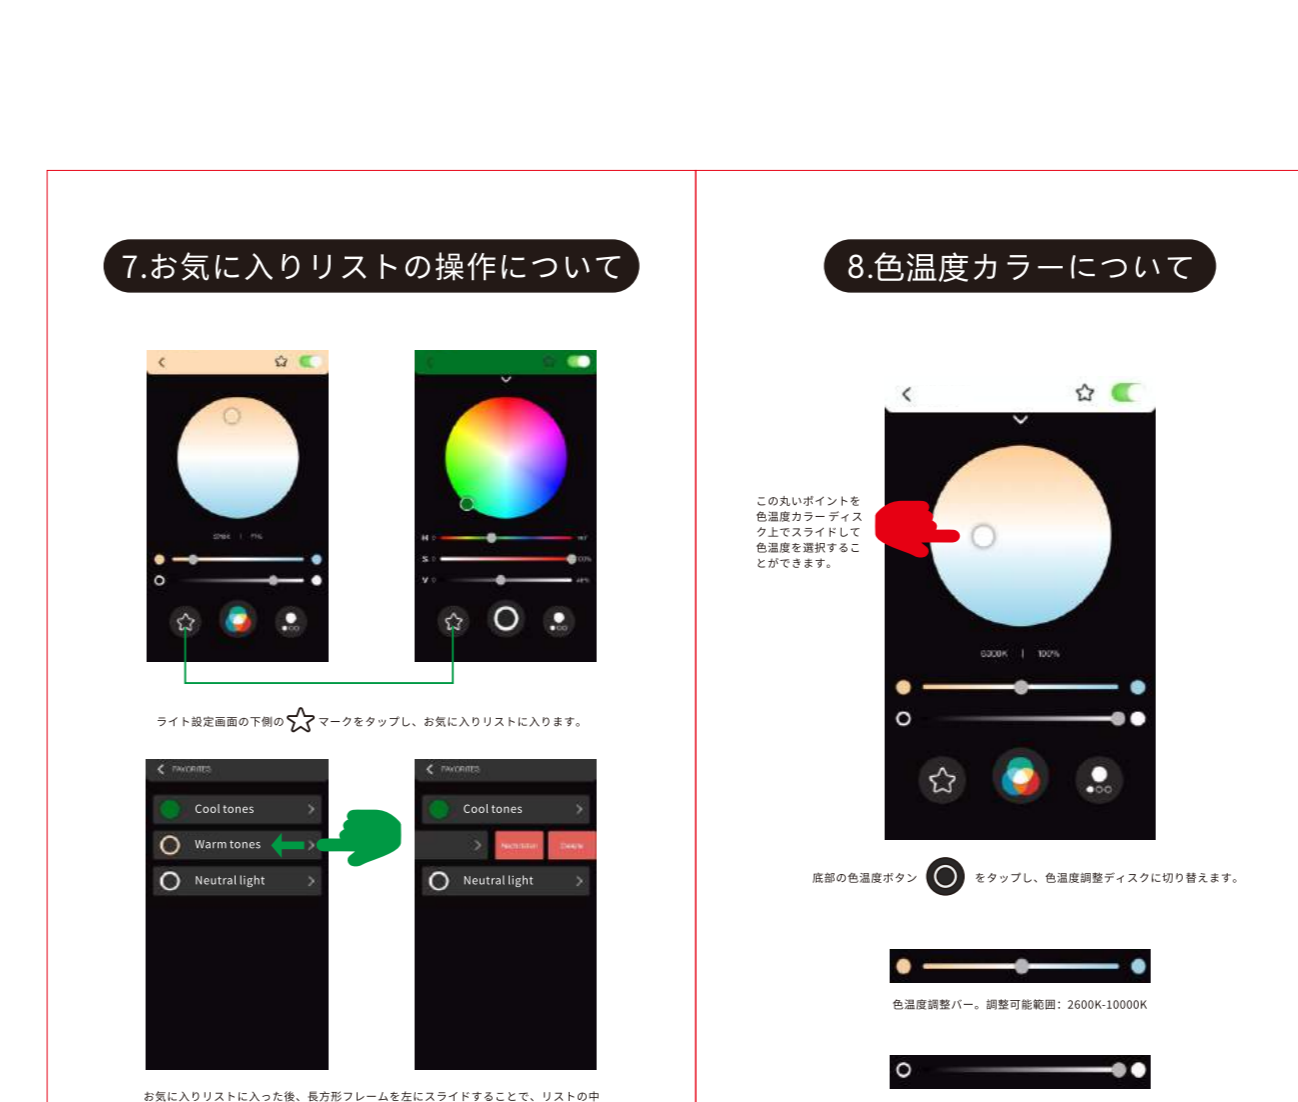 7.お気に入りリストの操作について
ライト設定画面の下側の マークをタップし、お気に入りリストに入ります。
FAVORITES
Cool tones
Warm tones
Neutral light
FAVORITES
Cool tones
Delete
Neutral light
お気に入りリストに入った後、長方形フレームを左にスライドすることで、リストの中
8.色温度カラーについて
この丸いポイントを
色温度カラーディス
ク上でスライドして
色温度を選択するこ
とができます。
6300K | 100%
底部の色温度ボタン をタップし、色温度調整ディスクに切り替えます。
色温度調整バー。調整可能範囲：2600K-10000K